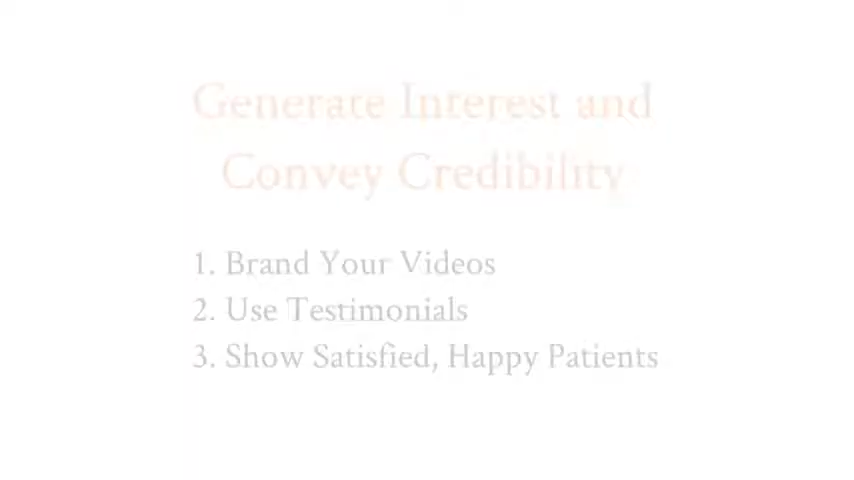 Generate Interest and
Convey Credibility
1. Brand Your Videos
2. Use Testimonials
3. Show Satisfied, Happy Patients